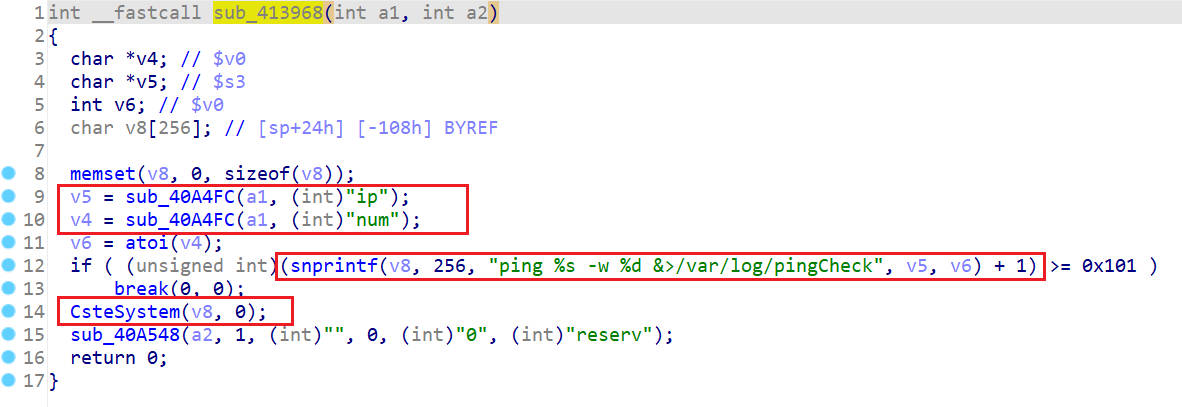 1 int __fastcall sub_413968(int a1, int a2)
2 {
3 char *v4; // $v0
4 char *v5; // $s3
5 int v6; // $v0
6 char v8[256]; // [sp+24h] [-108h] BYREF
7
8 memset(v8, 0, sizeof(v8));
9 v5 = sub_40A4FC(a1, (int)"ip");
10 v4 = sub_40A4FC(a1, (int)"num");
11 v6 = atoi(v4);
12 if ( (unsigned int)(snprintf(v8, 256, "ping %s -w %d &>/var/log/pingCheck", v5, v6) + 1) >= 0x101 )
13 break(0, 0);
14 CsteSystem(v8, 0);
15 sub_40A548(a2, 1, (int)"", 0, (int)"0", (int)"reserv");
16 return 0;
17 }